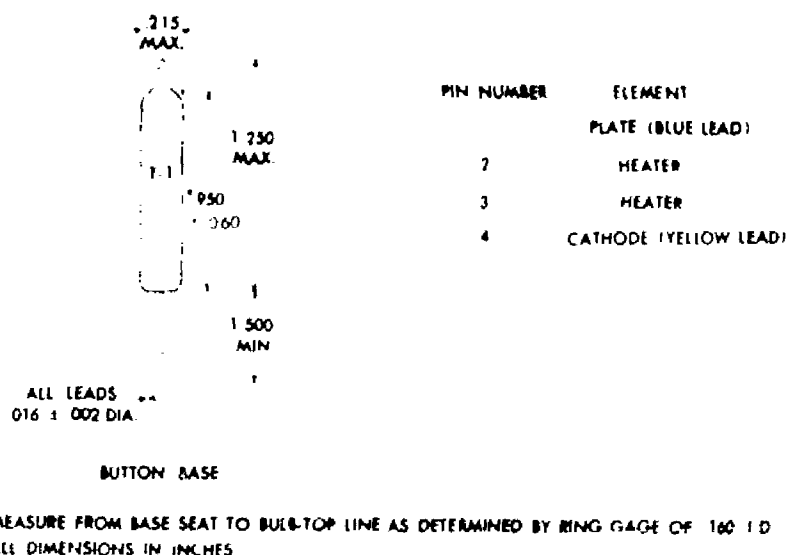 .215
MAX.
PIN NUMBER ELEMENT
PLATE (BLUE LEAD)
1 250
MAX.
2 HEATER
T-1
.950
3 HEATER
.060
4 CATHODE (YELLOW LEAD)
1 500
MIN
ALL LEADS
016 ± 002 DIA.
BUTTON BASE
MEASURE FROM BASE SEAT TO BULB-TOP LINE AS DETERMINED BY RING GAGE OF 160 I D
ALL DIMENSIONS IN INCHES